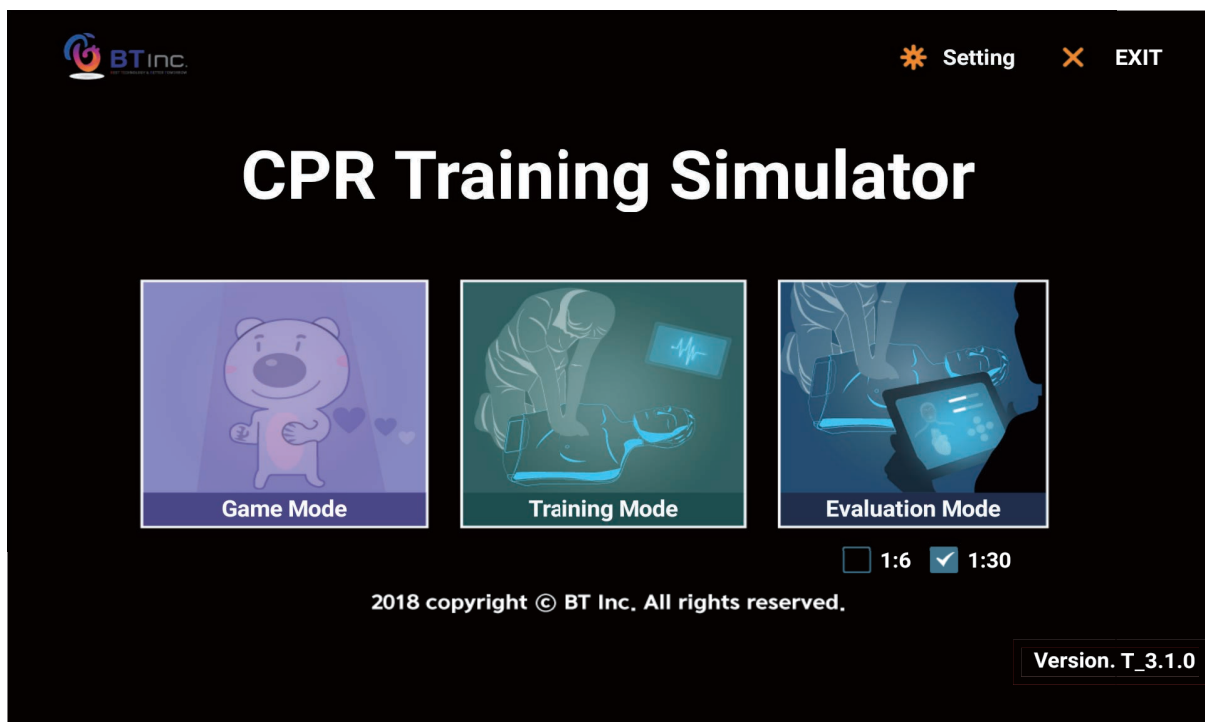 BT Inc.
Setting
EXIT
CPR Training Simulator
Game Mode
Training Mode
Evaluation Mode
1:6
1:30
2018 copyright © BT Inc. All rights reserved.
Version. T_3.1.0